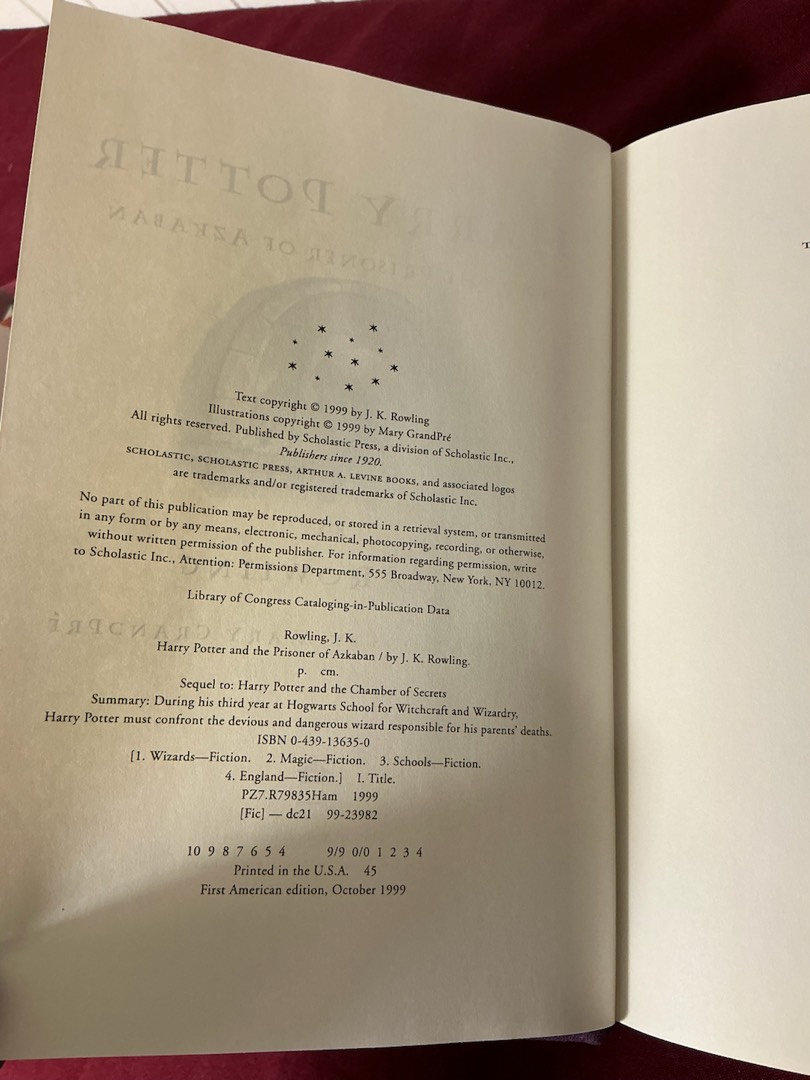 Text copyright © 1999 by J. K. Rowling
Illustrations copyright © 1999 by Mary GrandPré
All rights reserved. Published by Scholastic Press, a division of Scholastic Inc.,
Publishers since 1920.
SCHOLASTIC, SCHOLASTIC PRESS, ARTHUR A. LEVINE BOOKS, and associated logos
are trademarks and/or registered trademarks of Scholastic Inc.
No part of this publication may be reproduced, or stored in a retrieval system, or transmitted
in any form or by any means, electronic, mechanical, photocopying, recording, or otherwise,
without written permission of the publisher. For information regarding permission, write
to Scholastic Inc., Attention: Permissions Department, 555 Broadway, New York, NY 10012.
Library of Congress Cataloging-in-Publication Data
Rowling, J. K.
Harry Potter and the Prisoner of Azkaban / by J. K. Rowling.
p. cm.
Sequel to: Harry Potter and the Chamber of Secrets
Summary: During his third year at Hogwarts School for Witchcraft and Wizardry,
Harry Potter must confront the devious and dangerous wizard responsible for his parents' deaths.
ISBN 0-439-13635-0
[1. Wizards—Fiction. 2. Magic—Fiction. 3. Schools—Fiction.
4. England—Fiction.] I. Title.
PZ7.R79835Ham 1999
[Fic] — dc21 99-23982
10 9 8 7 6 5 4 9/9 0/0 1 2 3 4
Printed in the U.S.A. 45
First American edition, October 1999